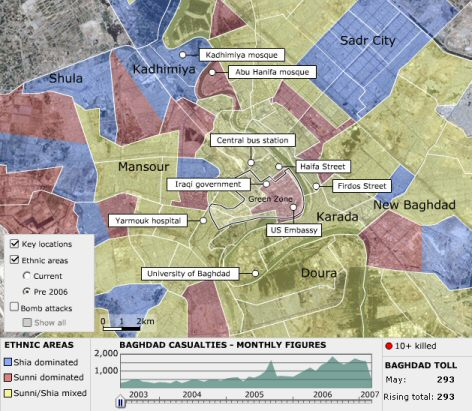 Sadr City
Kadhimiya mosque
Shula
Kadhimiya
Abu Hanifa mosque
Central bus station
Mansour
Haifa Street
Iraqi government
Firdos Street
Green Zone
New Baghdad
Yarmouk hospital
Karada
US Embassy
Key locations
Ethnic areas
University of Baghdad
Doura
Current
Pre 2006
Bomb attacks
Show all
0 1 2km
ETHNIC AREAS
Shia dominated
Sunni dominated
Sunni/Shia mixed
BAGHDAD CASUALTIES - MONTHLY FIGURES
2,000
1,000
2003 2004 2005 2006 2007
10+ killed
BAGHDAD TOLL
May: 293
Rising total: 293